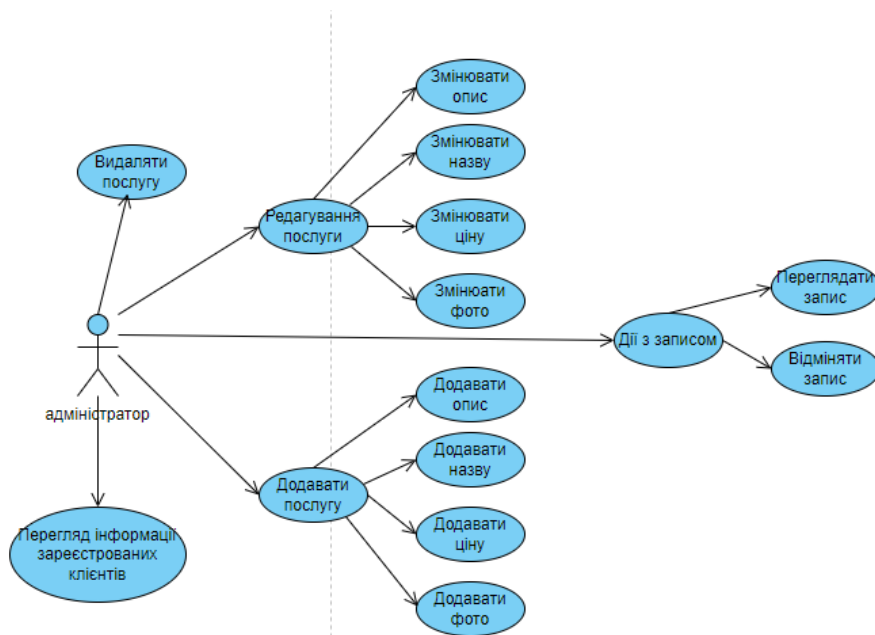 Змінювати
опис
Змінювати
назву
Видаляти
послугу
Редагування
послуги
Змінювати
ціну
Змінюати
фото
Переглядати
запис
Дії з записом
Відміняти
запис
адміністратор
Додавати
опис
Додавати
назву
Додавати
послугу
Додавати
ціну
Перегляд інформації
зареєстрованих
клієнтів
Додавати
фото